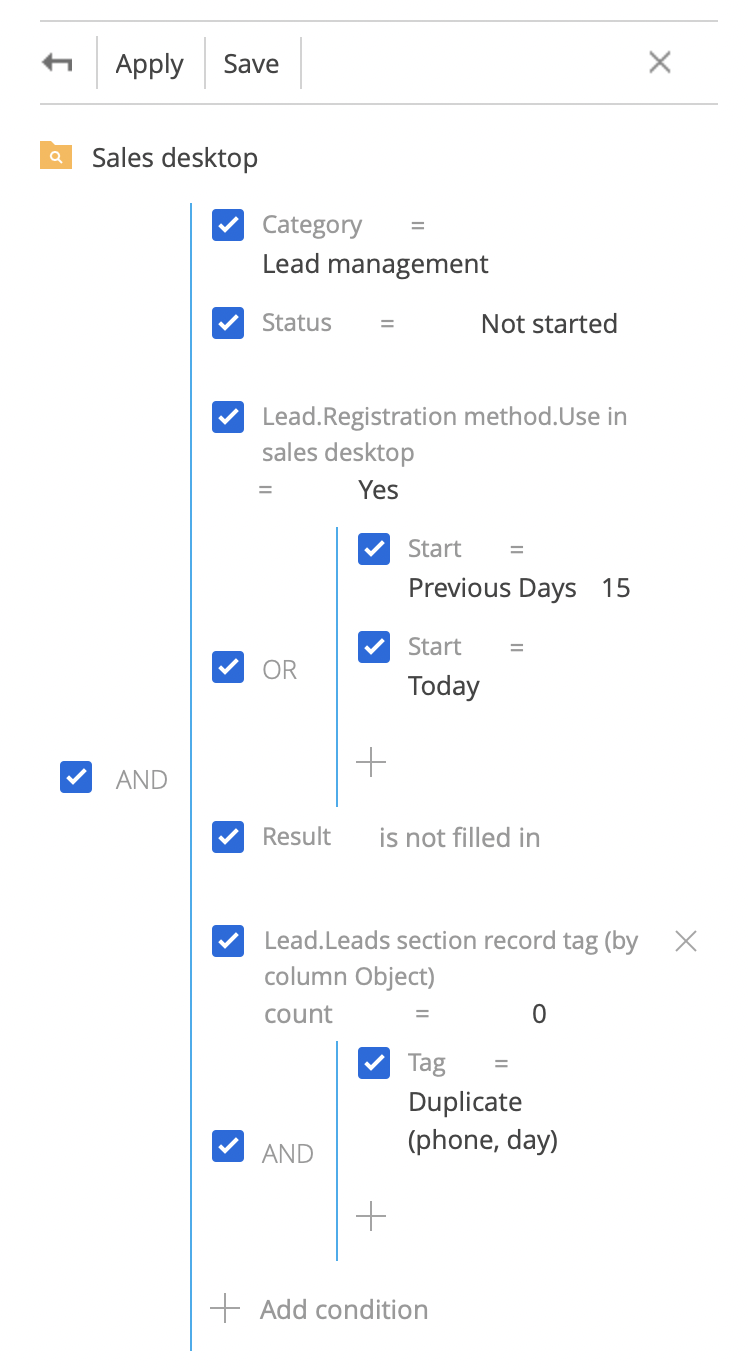 Apply Save
Sales desktop
Category =
Lead management
Status = Not started
Lead.Registration method.Use in
sales desktop
= Yes
Start =
Previous Days 15
Start =
OR
Today
AND
Result is not filled in
Lead.Leads section record tag (by
column Object)
count = 0
Tag =
Duplicate
(phone, day)
AND
Add condition